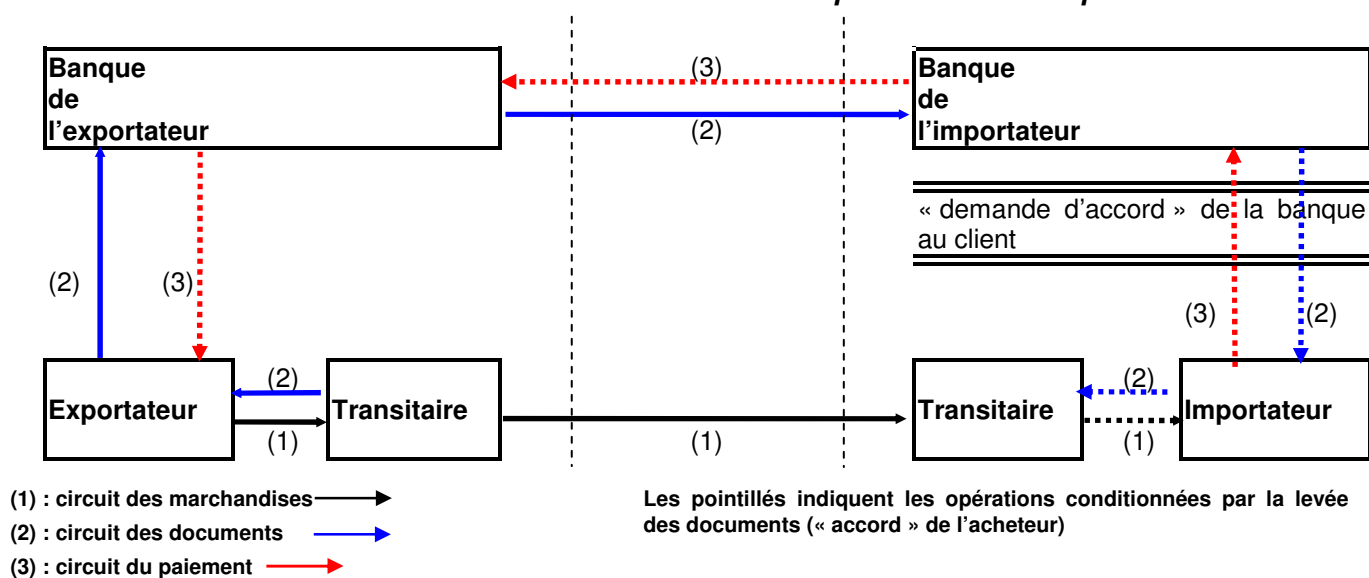 Banque
de
l’exportateur
(3)
(2)
Banque
de
l’importateur
« demande d’accord » de la banque
au client
(2)
(3)
(3)
(2)
Exportateur
(2)
(1)
Transitaire
(1)
Transitaire
(2)
(1)
Importateur
(1) : circuit des marchandises
(2) : circuit des documents
(3) : circuit du paiement
Les pointillés indiquent les opérations conditionnées par la levée
des documents (« accord » de l’acheteur)